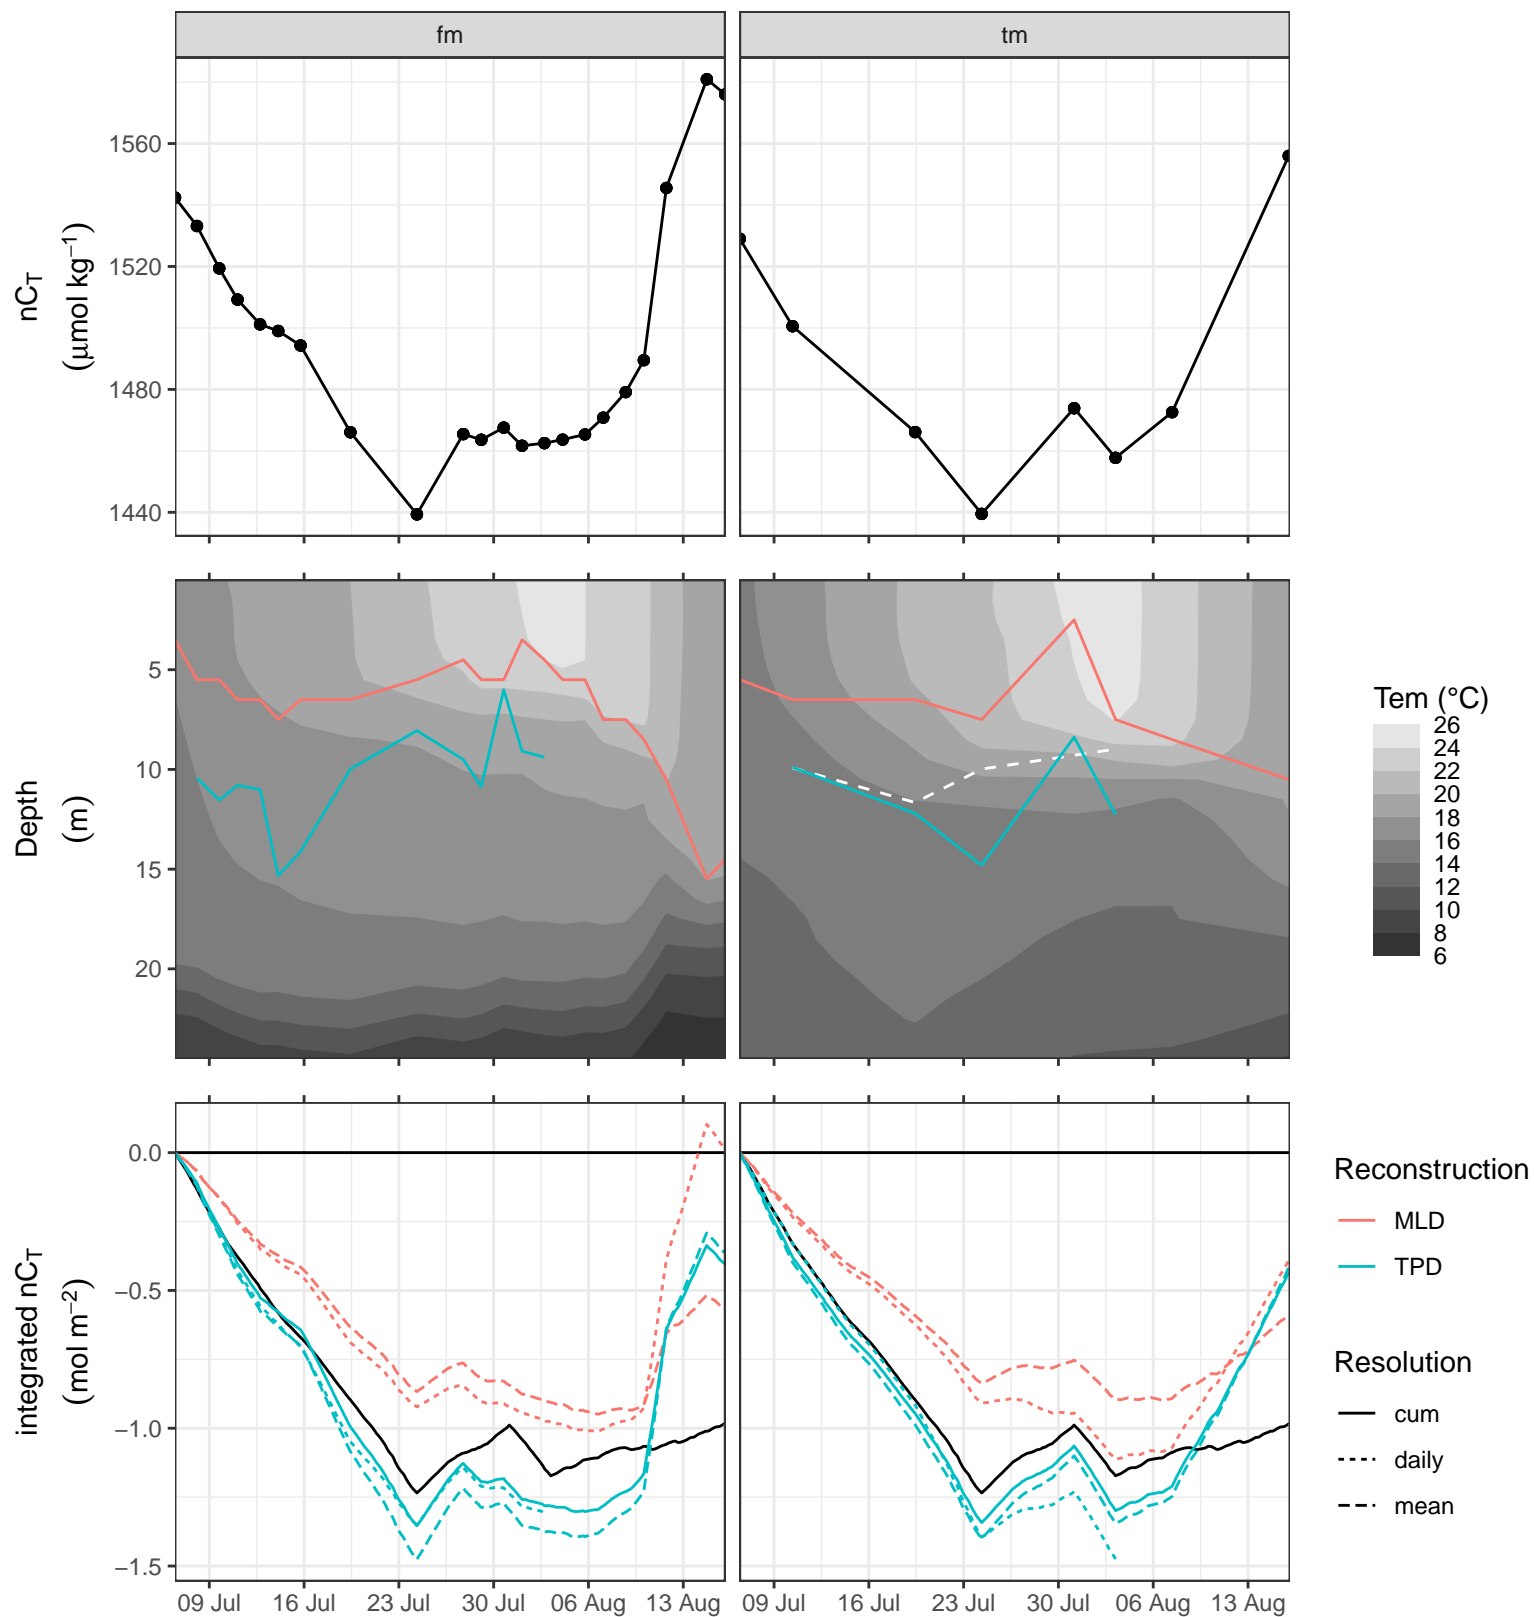 fm
tm
nC_T
(μmol kg⁻¹)
1560
1520
1480
1440
Depth
(m)
5
10
15
20
Tem (°C)
26
24
22
20
18
16
14
12
10
8
6
integrated nC_T
(mol m⁻²)
0.0
−0.5
−1.0
−1.5
09 Jul 16 Jul 23 Jul 30 Jul 06 Aug 13 Aug
09 Jul 16 Jul 23 Jul 30 Jul 06 Aug 13 Aug
Reconstruction
MLD
TPD
Resolution
cum
daily
mean